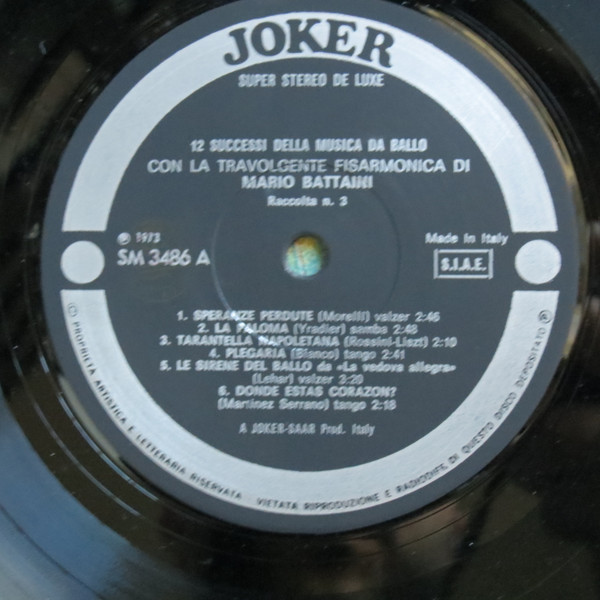 JOKER
SUPER STEREO DE LUXE
12 SUCCESSI DELLA MUSICA DA BALLO
CON LA TRAVOLGENTE FISARMONICA DI
MARIO BATTAINI
Raccolta n. 3
℗ 1973
SM 3486 A
Made in Italy
S.I.A.E.
1. SPERANZE PERDUTE (Morelli) valzer 2:46
2. LA PALOMA (Yradier) samba 2:48
3. TARANTELLA NAPOLETANA (Rossini-Liszt) 2:10
4. PLEGARIA (Bianco) tango 2:41
5. LE SIRENE DEL BALLO da «La vedova allegra»
(Lehar) valzer 3:20
6. DONDE ESTAS CORAZON?
(Martinez Serrano) tango 2:18
A JOKER-SAAR Prod. Italy
© PROPRIETA ARTISTICA E LETTERARIA RISERVATA VIETATA RIPRODUZIONE E RADIODIFF. DI QUESTO DISCO DEPOSITATO ℗